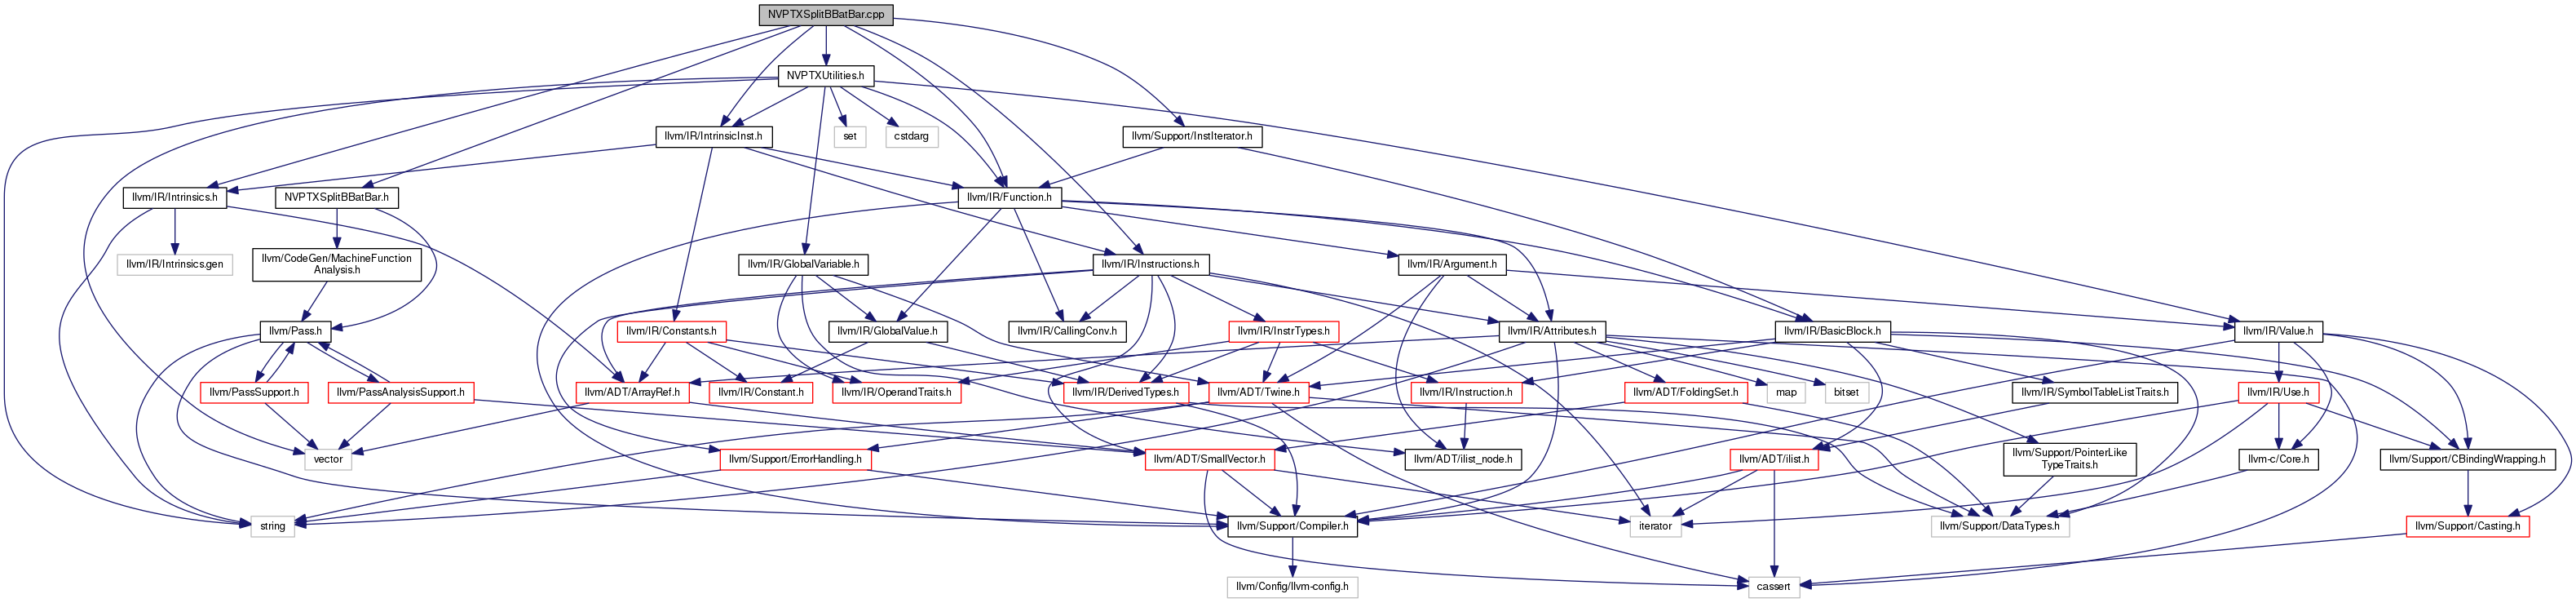 NVPTXSplitBBatBar.cpp
NVPTXUtilities.h
llvm/IR/IntrinsicInst.h
set
cstdarg
llvm/Support/InstIterator.h
llvm/IR/Intrinsics.h
NVPTXSplitBBatBar.h
llvm/IR/Function.h
llvm/IR/Intrinsics.gen
llvm/CodeGen/MachineFunction
Analysis.h
llvm/IR/GlobalVariable.h
llvm/IR/Instructions.h
llvm/IR/Argument.h
llvm/Pass.h
llvm/IR/Constants.h
llvm/IR/GlobalValue.h
llvm/IR/CallingConv.h
llvm/IR/InstrTypes.h
llvm/IR/Attributes.h
llvm/IR/BasicBlock.h
llvm/IR/Value.h
llvm/PassSupport.h
llvm/PassAnalysisSupport.h
llvm/ADT/ArrayRef.h
llvm/IR/Constant.h
llvm/IR/OperandTraits.h
llvm/IR/DerivedTypes.h
llvm/ADT/Twine.h
llvm/IR/Instruction.h
llvm/ADT/FoldingSet.h
map
bitset
llvm/IR/SymbolTableListTraits.h
llvm/IR/Use.h
vector
llvm/Support/ErrorHandling.h
llvm/ADT/SmallVector.h
llvm/ADT/ilist_node.h
llvm/ADT/ilist.h
llvm/Support/PointerLike
TypeTraits.h
llvm-c/Core.h
llvm/Support/CBindingWrapping.h
string
llvm/Support/Compiler.h
iterator
llvm/Support/DataTypes.h
llvm/Support/Casting.h
llvm/Config/llvm-config.h
cassert